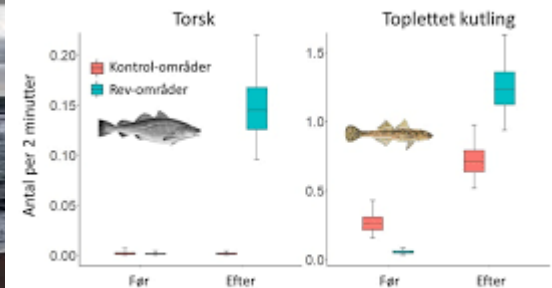 Torsk
Toplettet kutling
Antal per 2 minutter
Kontrol-områder
Rev-områder
0.20
0.15
0.10
0.05
0.00
Før
Efter
1.5
1.0
0.5
0.0
Før
Efter